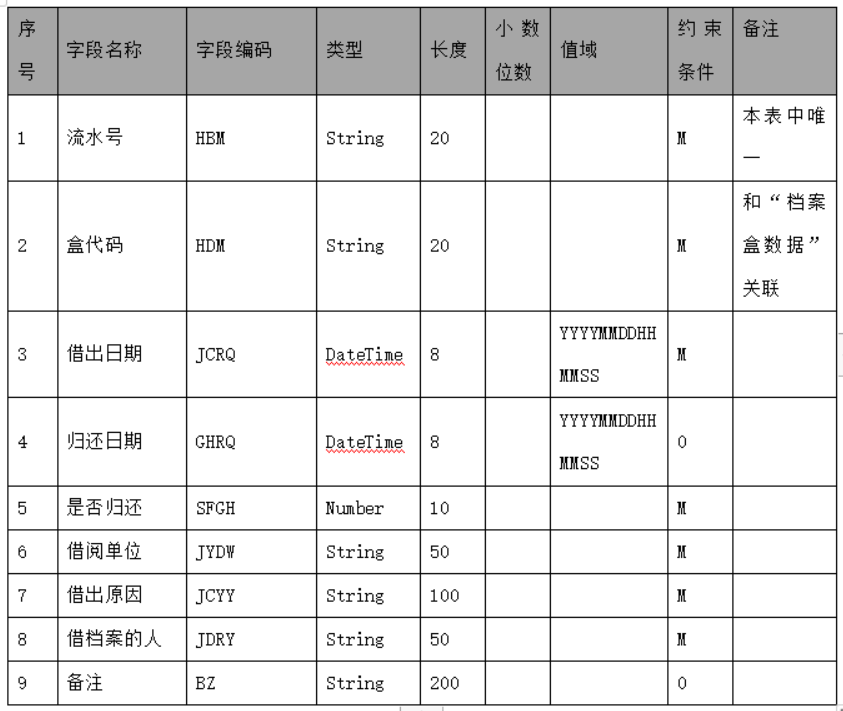 序号 字段名称 字段编码 类型 长度 小数位数 值域 约束条件 备注
1 流水号 HBM String 20 M 本表中唯一
2 盒代码 HDM String 20 M 和“档案盒数据”关联
3 借出日期 JCRQ DateTime 8 YYYYMMDDHHMMSS M
4 归还日期 GHRQ DateTime 8 YYYYMMDDHHMMSS O
5 是否归还 SFGH Number 10 M
6 借阅单位 JYDW String 50 M
7 借出原因 JCYY String 100 M
8 借档案的人 JDRY String 50 M
9 备注 BZ String 200 O